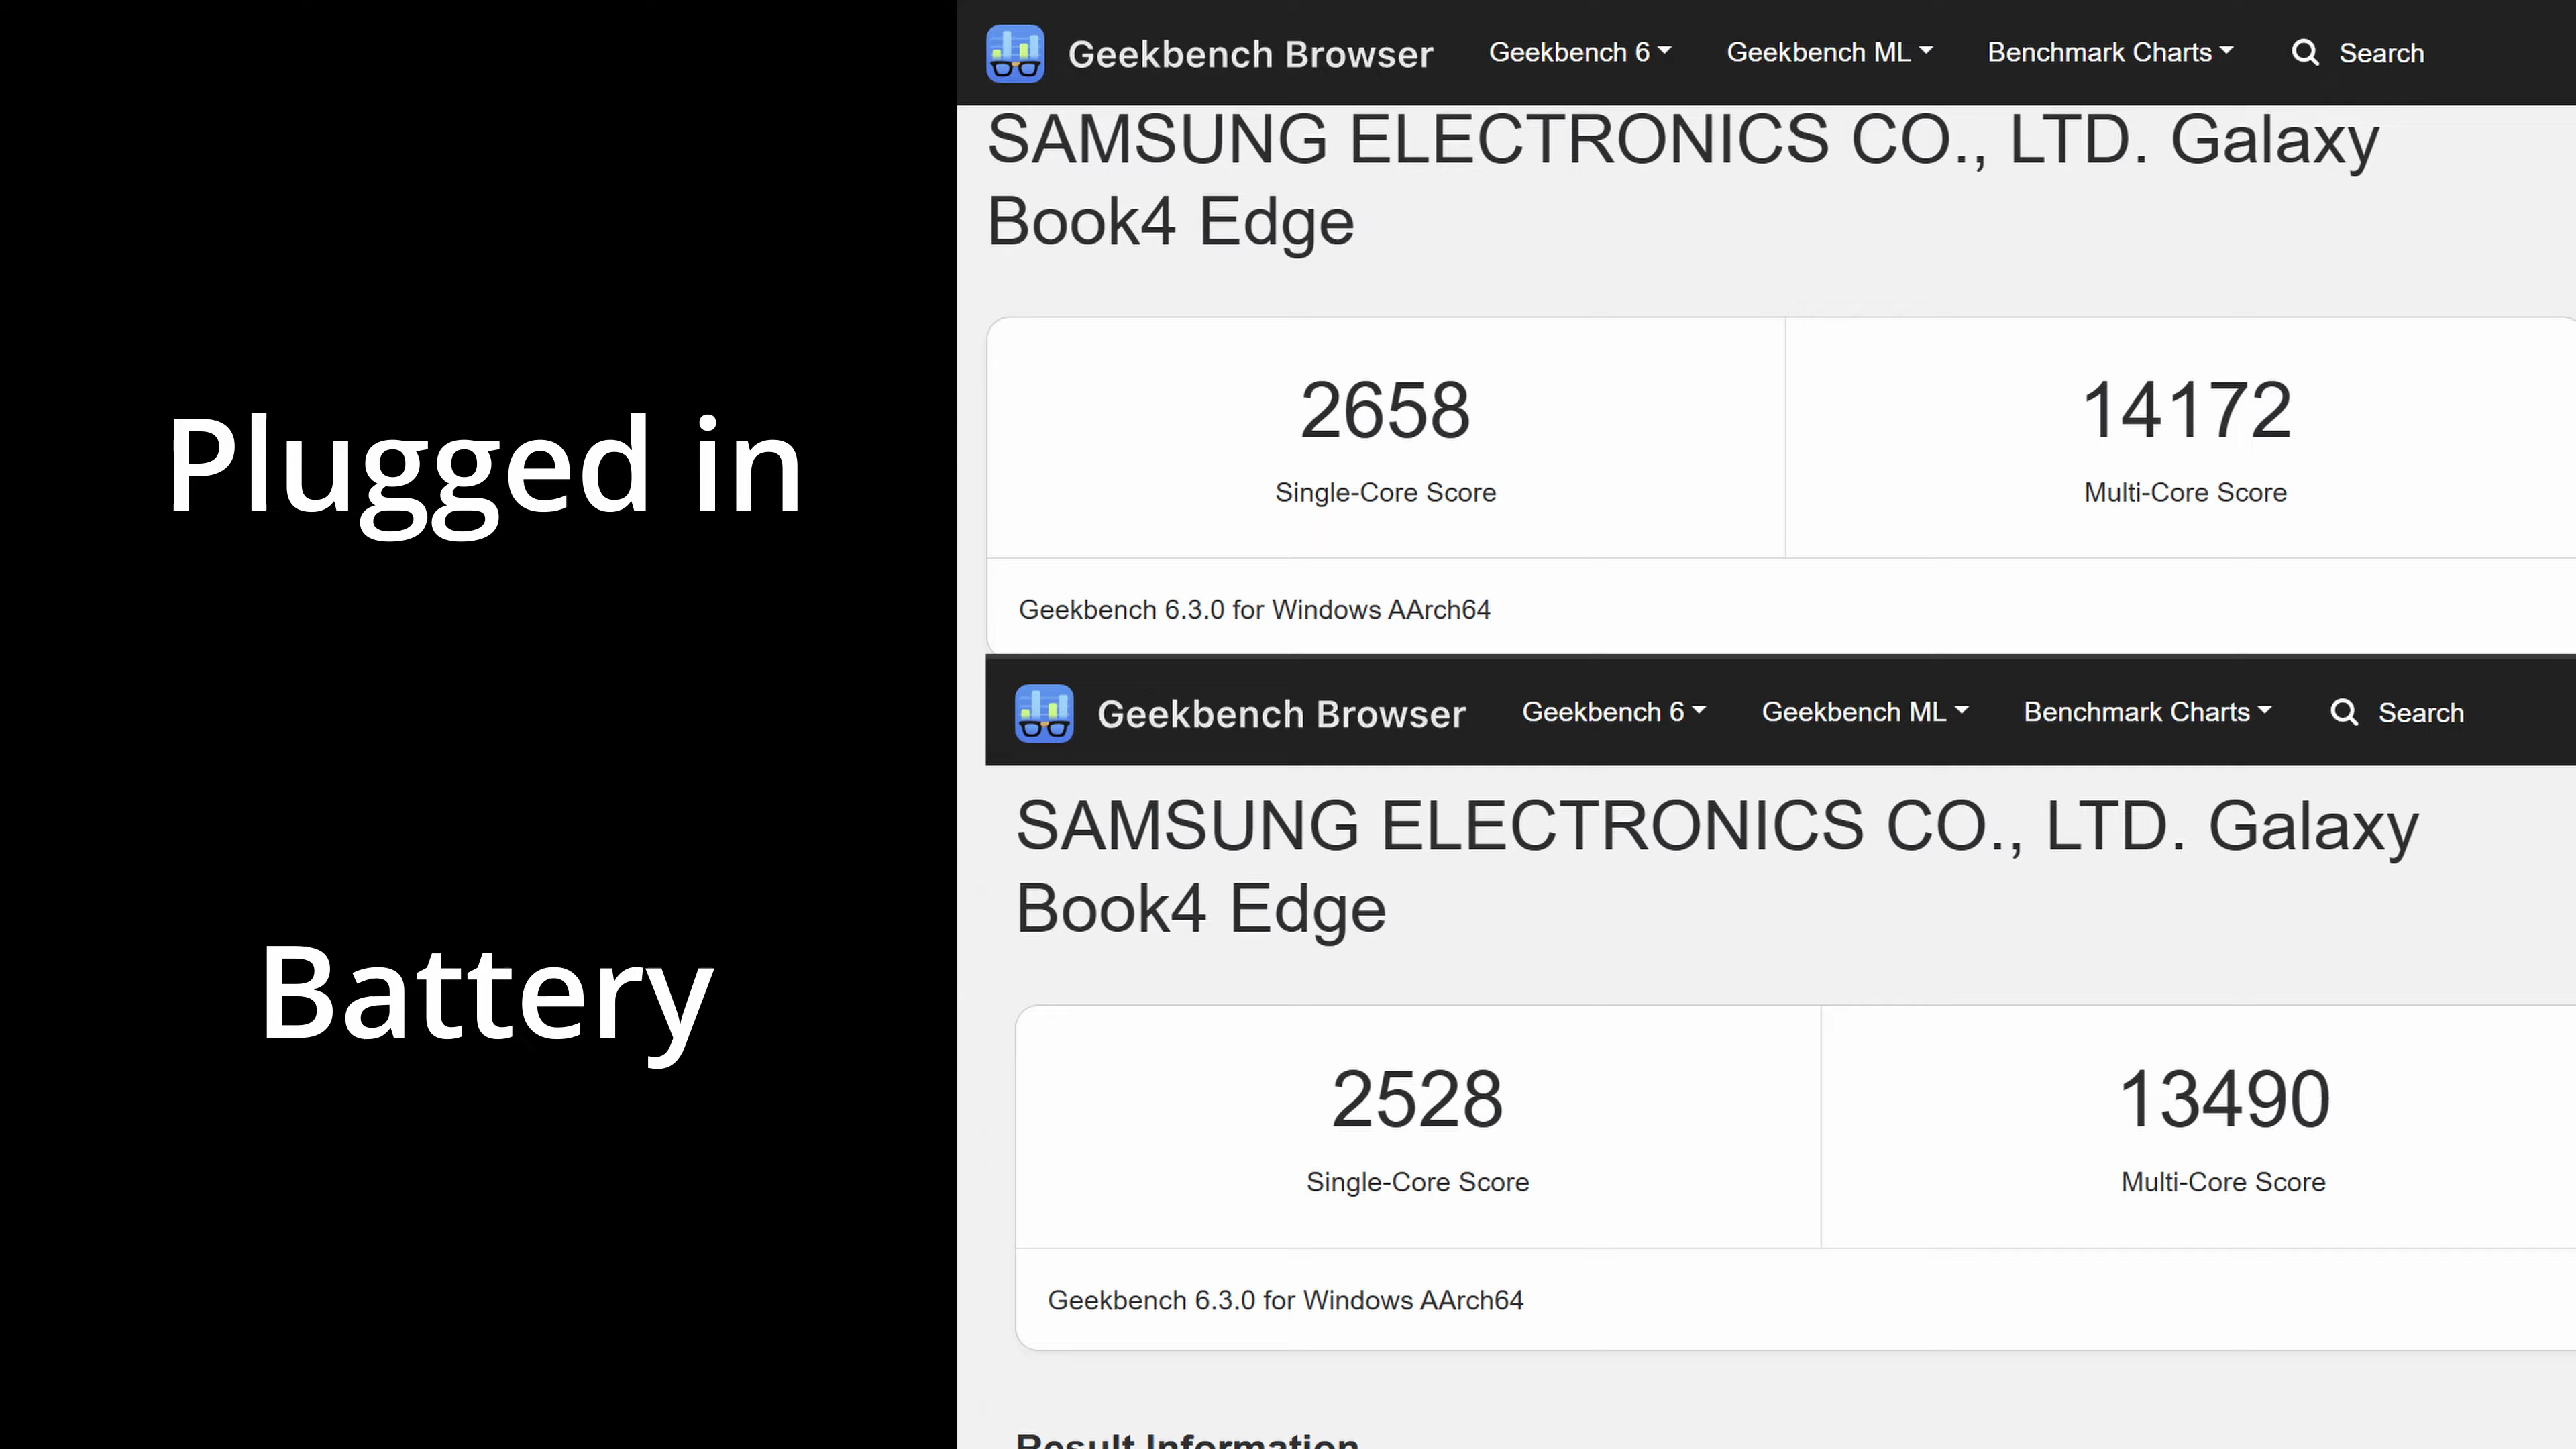 Plugged in
Geekbench Browser Geekbench 6 Geekbench ML Benchmark Charts Search
SAMSUNG ELECTRONICS CO., LTD. Galaxy
Book4 Edge
2658 14172
Single-Core Score Multi-Core Score
Geekbench 6.3.0 for Windows AArch64
Battery
Geekbench Browser Geekbench 6 Geekbench ML Benchmark Charts Search
SAMSUNG ELECTRONICS CO., LTD. Galaxy
Book4 Edge
2528 13490
Single-Core Score Multi-Core Score
Geekbench 6.3.0 for Windows AArch64
Result Information